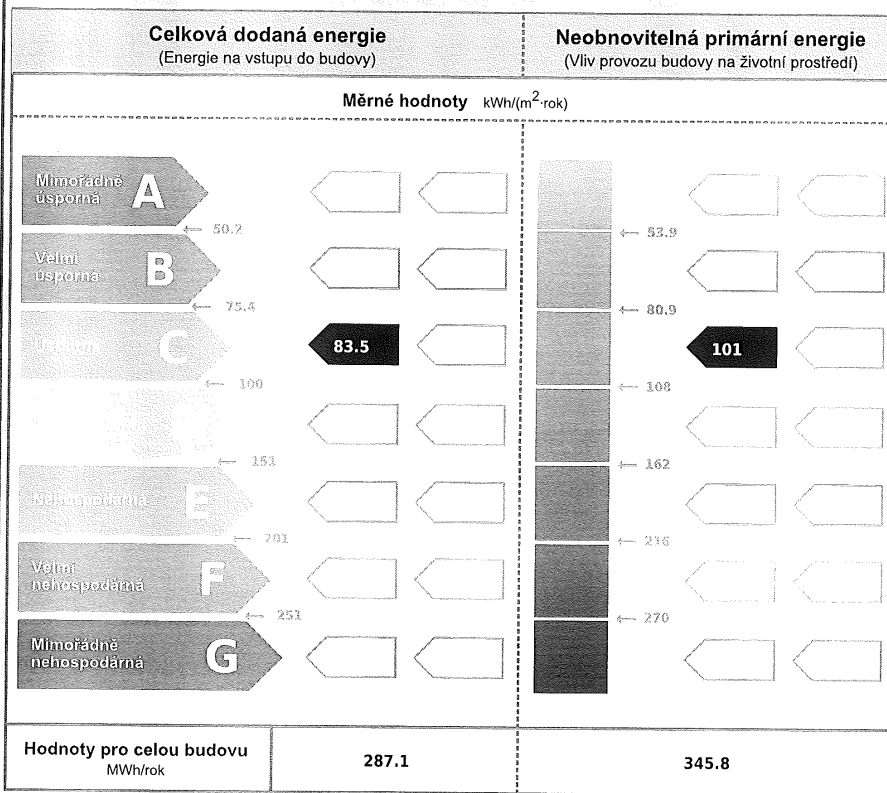 Celková dodaná energie
(Energie na vstupu do budovy)
Neobnovitelná primární energie
(Vliv provozu budovy na životní prostředí)
Měrné hodnoty kWh/(m²·rok)
Mimořádně
úsporná
A
50.2
53.9
Velmi
úsporná
B
75.4
80.9
C
83.5
101
100
108
151
162
Nehospodárná
E
201
216
Velmi
nehospodárná
F
251
270
Mimořádně
nehospodárná
G
Hodnoty pro celou budovu
MWh/rok
287.1
345.8